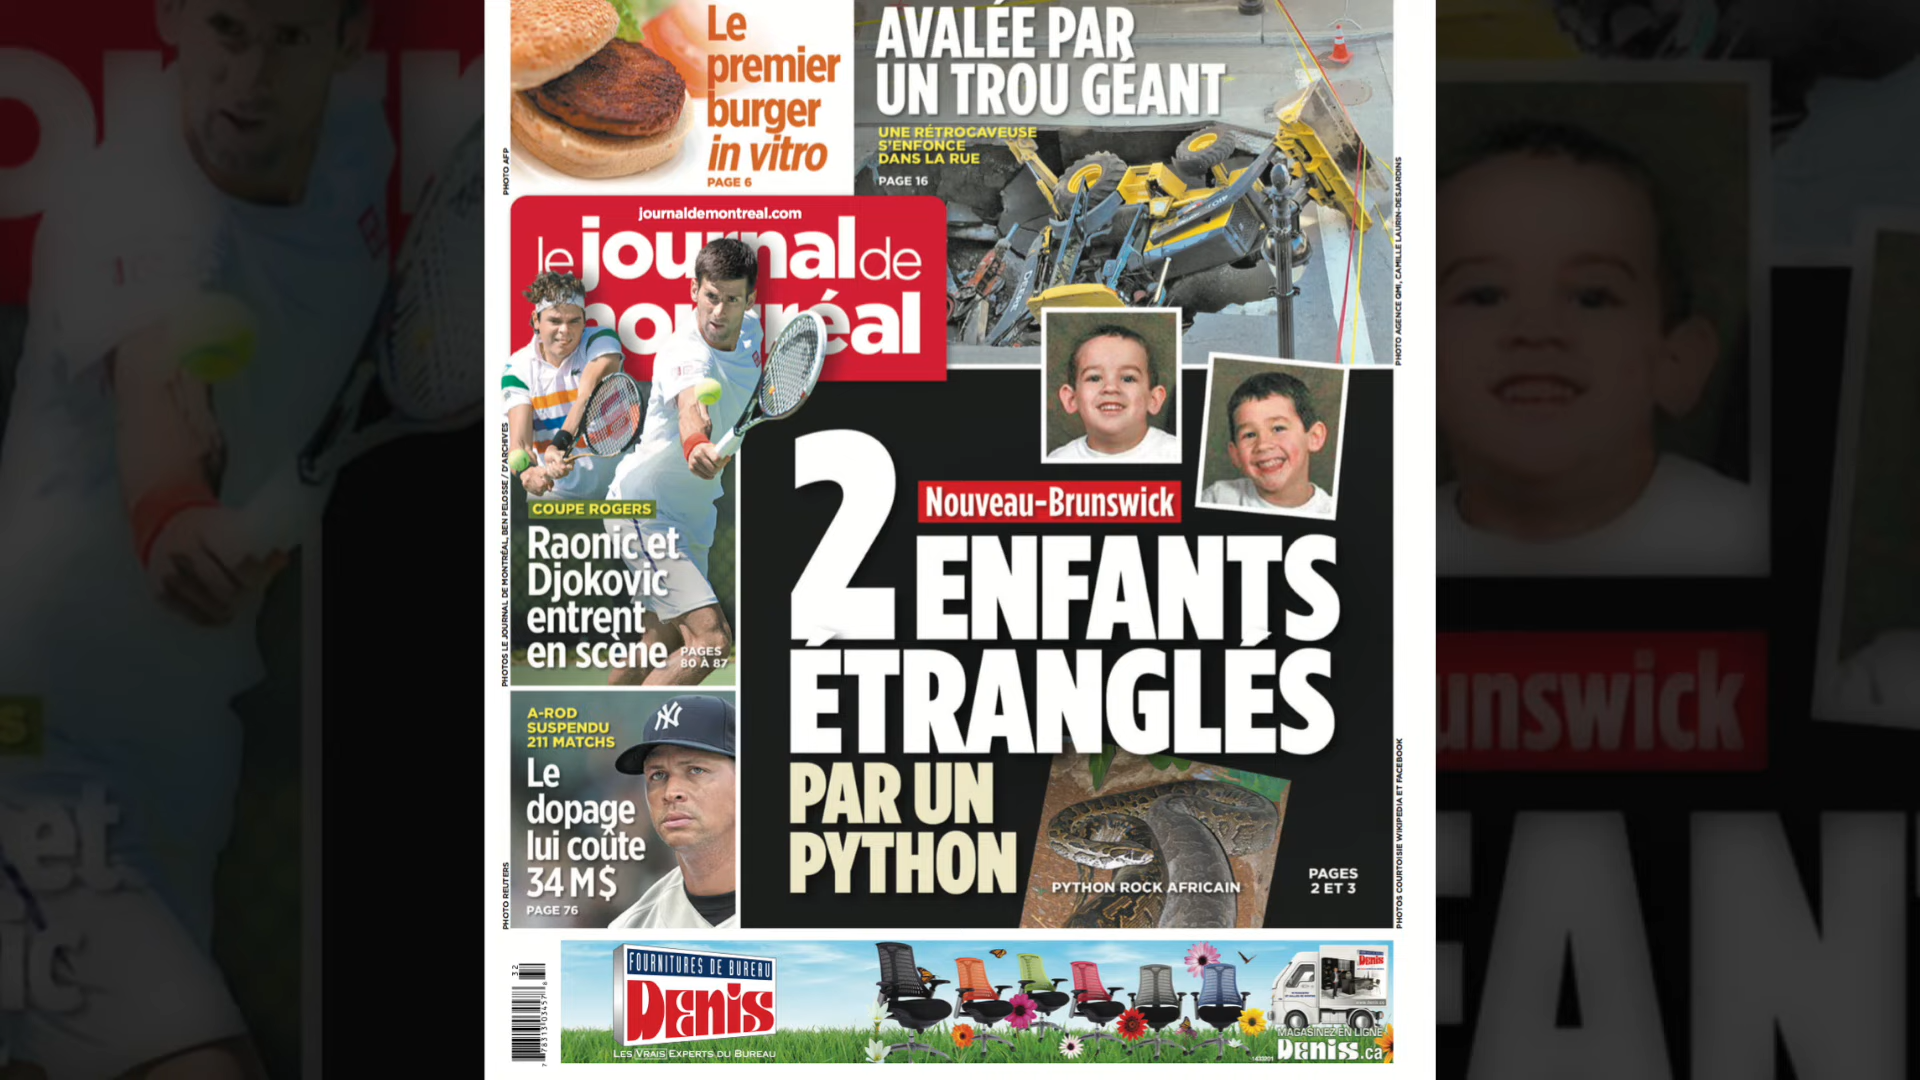 Le
premier
burger
in vitro
PAGE 6
PHOTO AFP
AVALÉE PAR
UN TROU GÉANT
UNE RÉTROCAVEUSE
S'ENFONCE
DANS LA RUE
PAGE 16
PHOTO AGENCE QMI, CAMILLE LAURIN-DESJARDINS
journaldemontreal.com
le journal de
montréal
COUPE ROGERS
Raonic et
Djokovic
entrent
en scène
PAGES
80 À 87
PHOTOS LE JOURNAL DE MONTRÉAL, BEN PELOSSE / D'ARCHIVES
A-ROD
SUSPENDU
211 MATCHS
Le
dopage
lui coûte
34 M$
PAGE 76
PHOTO REUTERS
Nouveau-Brunswick
2 ENFANTS
ÉTRANGLÉS
PAR UN
PYTHON
PYTHON ROCK AFRICAIN
PAGES
2 ET 3
PHOTOS COURTOISIE WIKIPEDIA ET FACEBOOK
FOURNITURES DE BUREAU
DENIS
LES VRAIS EXPERTS DU BUREAU
MAGASINEZ EN LIGNE
Denis.ca